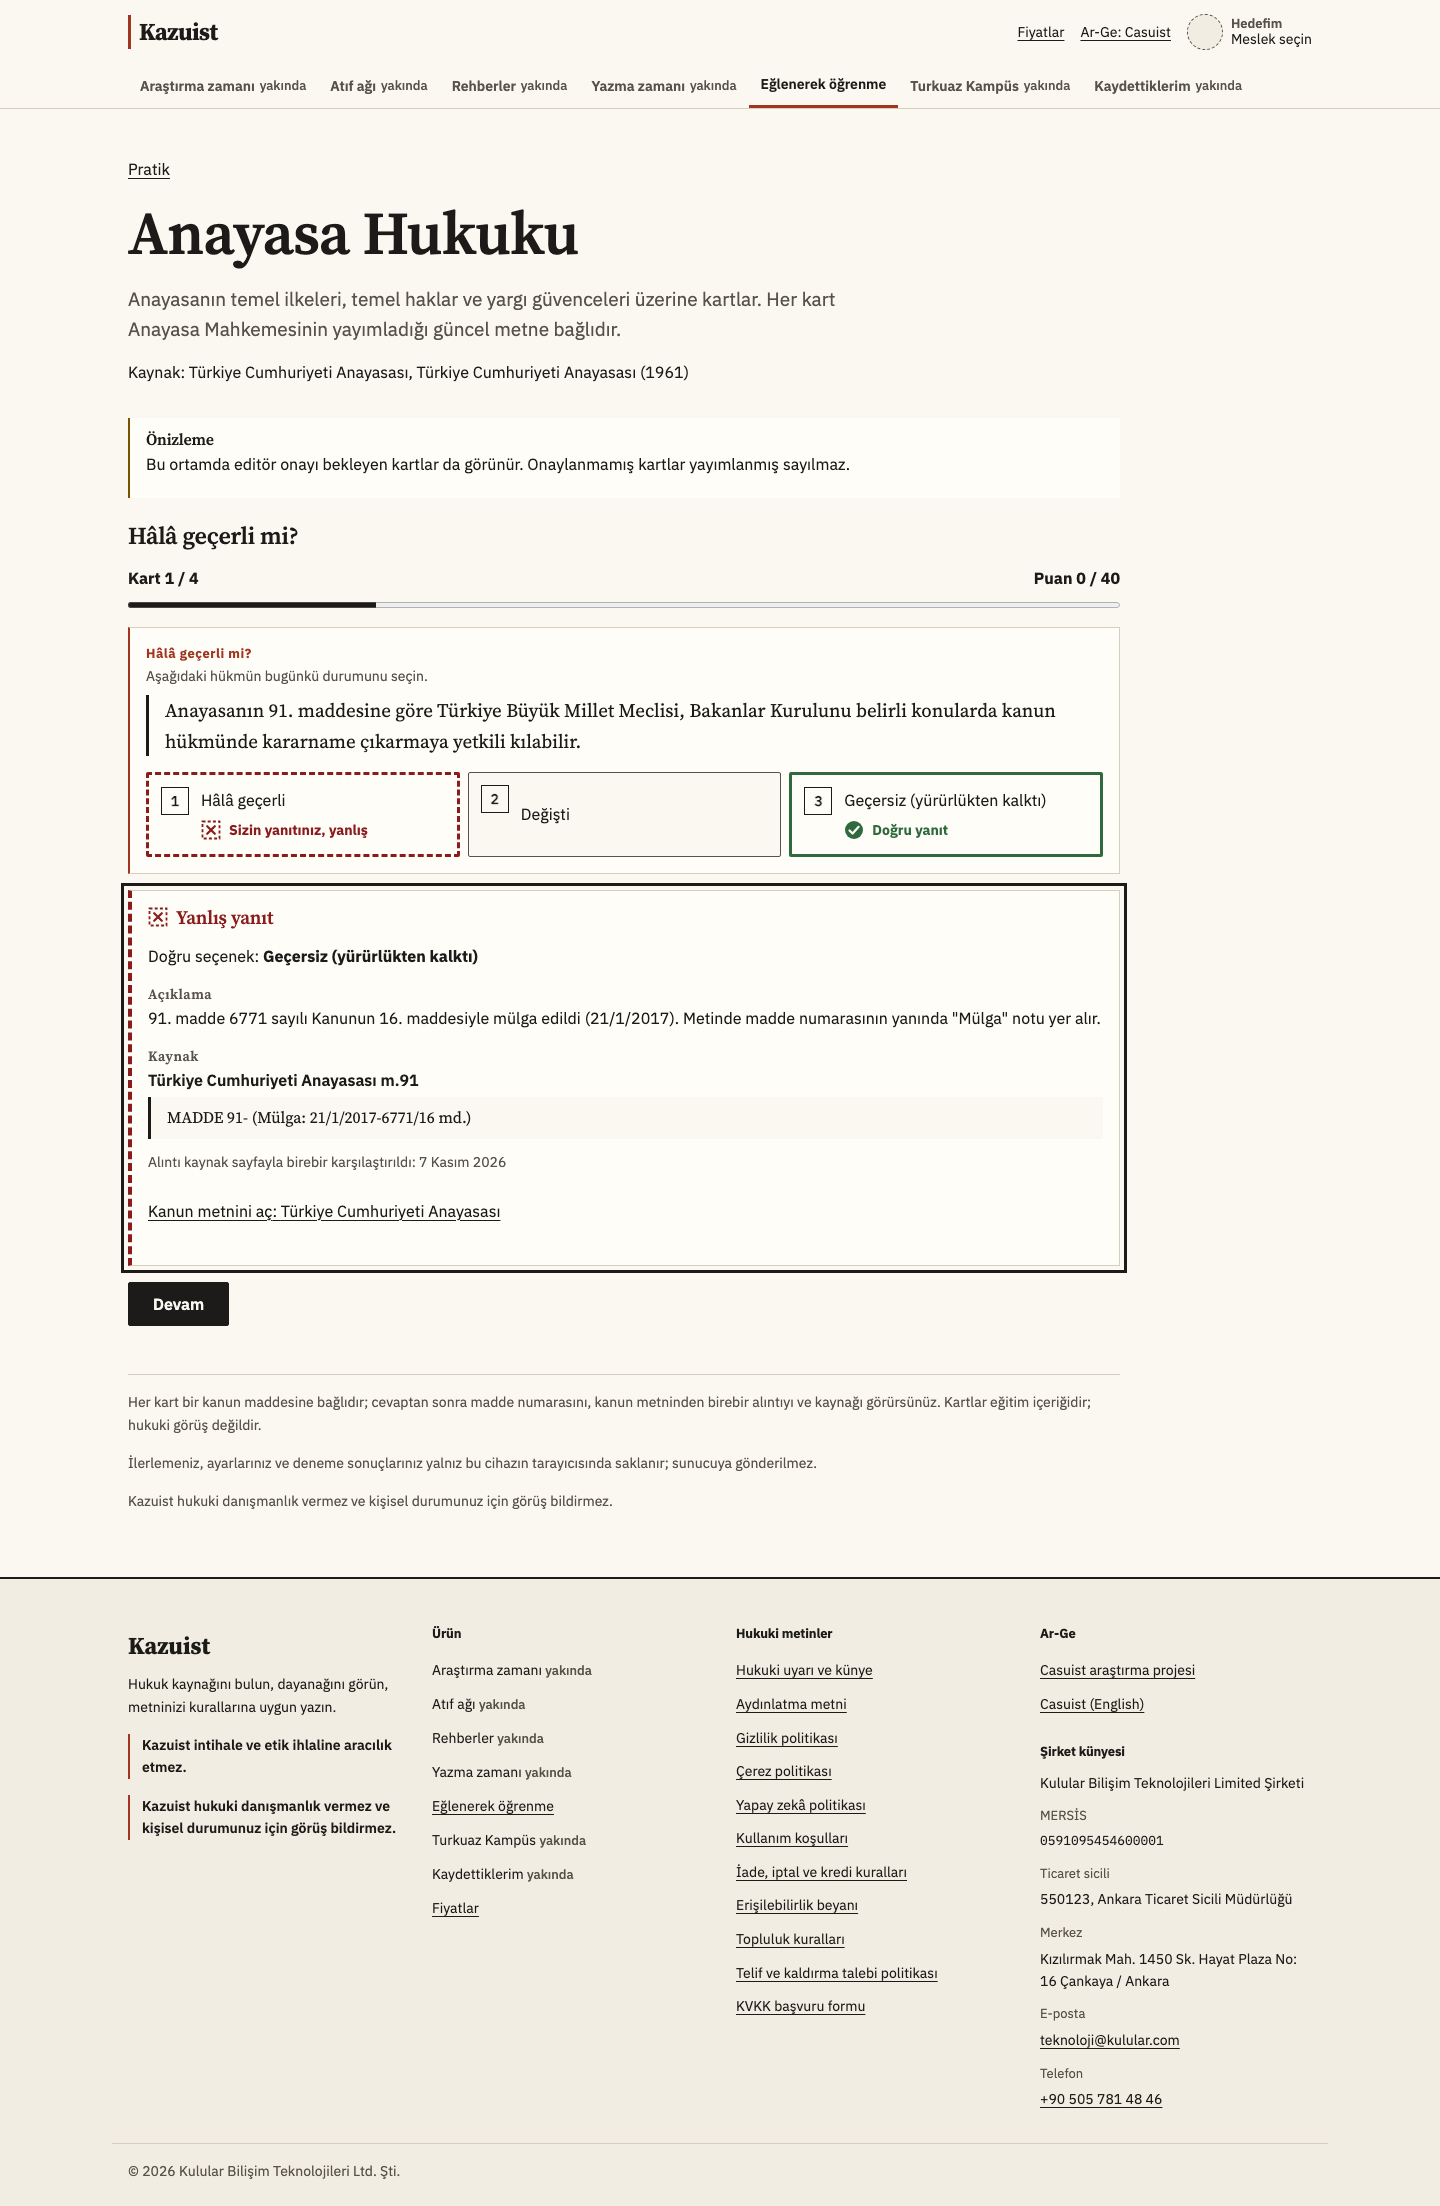 Kazuist
Fiyatlar
Ar-Ge: Casuist
Hedefim
Meslek seçin
Araştırma zamanı yakında
Atıf ağı yakında
Rehberler yakında
Yazma zamanı yakında
Eğlenerek öğrenme
Turkuaz Kampüs yakında
Kaydettiklerim yakında
Pratik
Anayasa Hukuku
Anayasanın temel ilkeleri, temel haklar ve yargı güvenceleri üzerine kartlar. Her kart
Anayasa Mahkemesinin yayımladığı güncel metne bağlıdır.
Kaynak: Türkiye Cumhuriyeti Anayasası, Türkiye Cumhuriyeti Anayasası (1961)
Önizleme
Bu ortamda editör onayı bekleyen kartlar da görünür. Onaylanmamış kartlar yayımlanmış sayılmaz.
Hâlâ geçerli mi?
Kart 1 / 4
Puan 0 / 40
Hâlâ geçerli mi?
Aşağıdaki hükmün bugünkü durumunu seçin.
Anayasanın 91. maddesine göre Türkiye Büyük Millet Meclisi, Bakanlar Kurulunu belirli konularda kanun
hükmünde kararname çıkarmaya yetkili kılabilir.
1 Hâlâ geçerli
Sizin yanıtınız, yanlış
2 Değişti
3 Geçersiz (yürürlükten kalktı)
Doğru yanıt
Yanlış yanıt
Doğru seçenek: Geçersiz (yürürlükten kalktı)
Açıklama
91. madde 6771 sayılı Kanunun 16. maddesiyle mülga edildi (21/1/2017). Metinde madde numarasının yanında "Mülga" notu yer alır.
Kaynak
Türkiye Cumhuriyeti Anayasası m.91
MADDE 91- (Mülga: 21/1/2017-6771/16 md.)
Alıntı kaynak sayfayla birebir karşılaştırıldı: 7 Kasım 2026
Kanun metnini aç: Türkiye Cumhuriyeti Anayasası
Devam
Her kart bir kanun maddesine bağlıdır; cevaptan sonra madde numarasını, kanun metninden birebir alıntıyı ve kaynağı görürsünüz. Kartlar eğitim içeriğidir;
hukuki görüş değildir.
İlerlemeniz, ayarlarınız ve deneme sonuçlarınız yalnız bu cihazın tarayıcısında saklanır; sunucuya gönderilmez.
Kazuist hukuki danışmanlık vermez ve kişisel durumunuz için görüş bildirmez.
Kazuist
Hukuk kaynağını bulun, dayanağını görün,
metninizi kurallarına uygun yazın.
Kazuist intihale ve etik ihlaline aracılık
etmez.
Kazuist hukuki danışmanlık vermez ve
kişisel durumunuz için görüş bildirmez.
Ürün
Araştırma zamanı yakında
Atıf ağı yakında
Rehberler yakında
Yazma zamanı yakında
Eğlenerek öğrenme
Turkuaz Kampüs yakında
Kaydettiklerim yakında
Fiyatlar
Hukuki metinler
Hukuki uyarı ve künye
Aydınlatma metni
Gizlilik politikası
Çerez politikası
Yapay zekâ politikası
Kullanım koşulları
İade, iptal ve kredi kuralları
Erişilebilirlik beyanı
Topluluk kuralları
Telif ve kaldırma talebi politikası
KVKK başvuru formu
Ar-Ge
Casuist araştırma projesi
Casuist (English)
Şirket künyesi
Kulular Bilişim Teknolojileri Limited Şirketi
MERSİS
0591095454600001
Ticaret sicili
550123, Ankara Ticaret Sicili Müdürlüğü
Merkez
Kızılırmak Mah. 1450 Sk. Hayat Plaza No:
16 Çankaya / Ankara
E-posta
teknoloji@kulular.com
Telefon
+90 505 781 48 46
© 2026 Kulular Bilişim Teknolojileri Ltd. Şti.